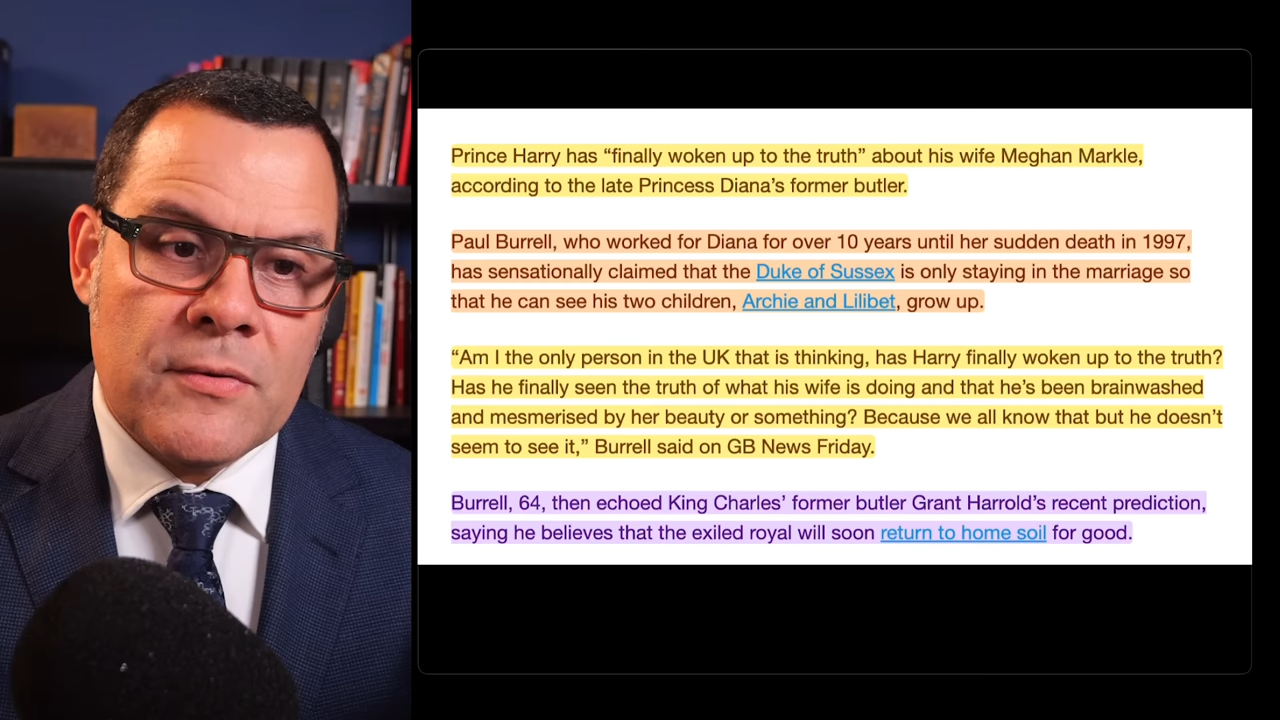 Prince Harry has “finally woken up to the truth” about his wife Meghan Markle,
according to the late Princess Diana’s former butler.
Paul Burrell, who worked for Diana for over 10 years until her sudden death in 1997,
has sensationally claimed that the Duke of Sussex is only staying in the marriage so
that he can see his two children, Archie and Lilibet, grow up.
“Am I the only person in the UK that is thinking, has Harry finally woken up to the truth?
Has he finally seen the truth of what his wife is doing and that he’s been brainwashed
and mesmerised by her beauty or something? Because we all know that but he doesn’t
seem to see it,” Burrell said on GB News Friday.
Burrell, 64, then echoed King Charles’ former butler Grant Harrold’s recent prediction,
saying he believes that the exiled royal will soon return to home soil for good.